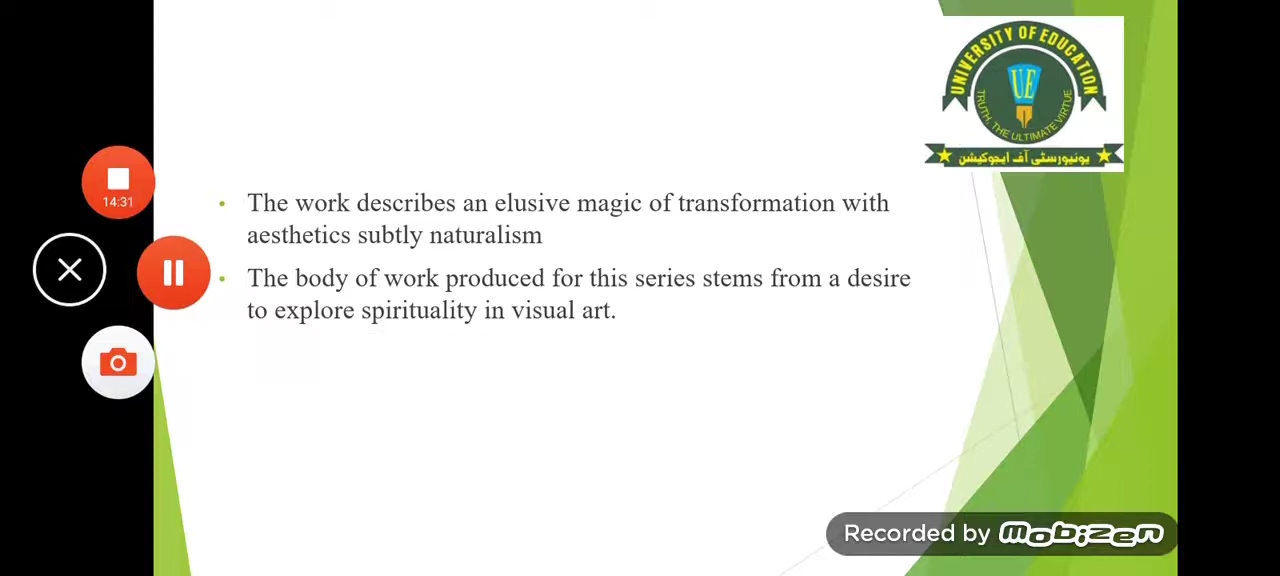 UNIVERSITY OF EDUCATION
UE
TRUTH, THE ULTIMATE VIRTUE
یونیورسٹی آف ایجوکیشن
14:31
• The work describes an elusive magic of transformation with
aesthetics subtly naturalism
• The body of work produced for this series stems from a desire
to explore spirituality in visual art.
Recorded by mobizen